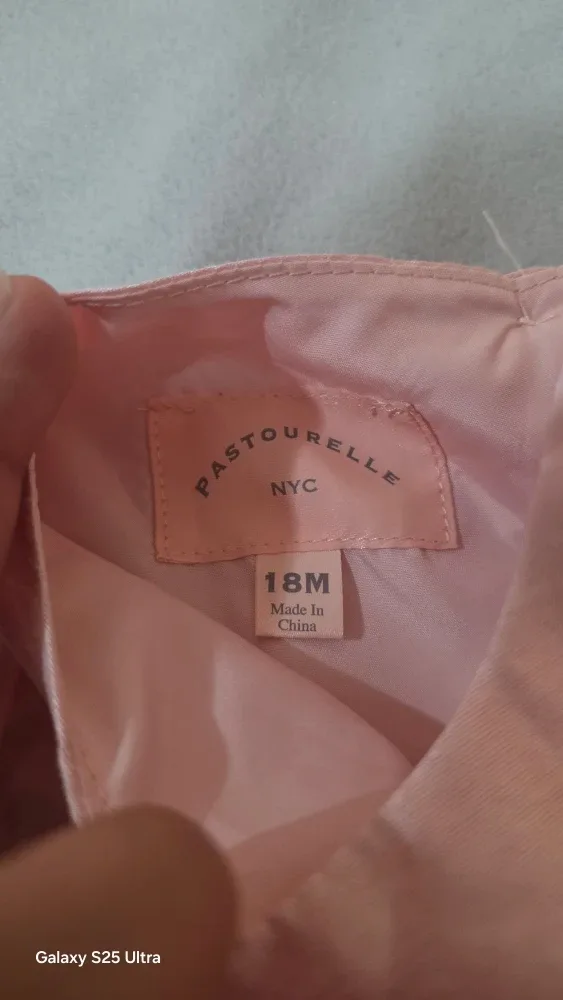 PASTOURELLE
NYC
18M
Made In
China
Galaxy S25 Ultra